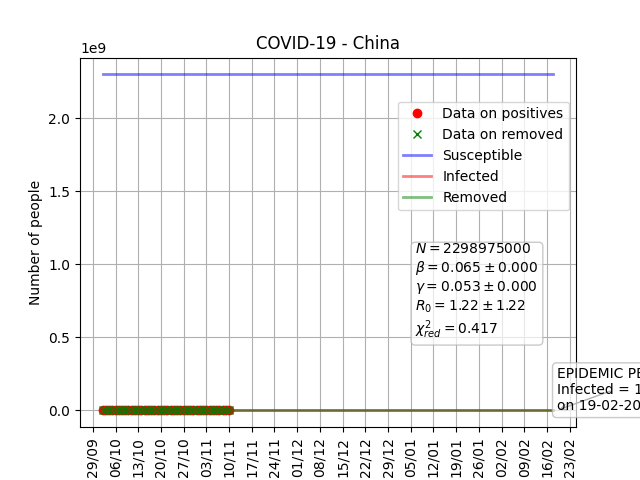 COVID-19 - China
1e9
Number of people
2.0
1.5
1.0
0.5
0.0
Data on positives
Data on removed
Susceptible
Infected
Removed
N = 2298975000
β = 0.065 ± 0.000
γ = 0.053 ± 0.000
R₀ = 1.22 ± 1.22
χ²_red = 0.417
EPIDEMIC PE
Infected = 1
on 19-02-20
29/09
06/10
13/10
20/10
27/10
03/11
10/11
17/11
24/11
01/12
08/12
15/12
22/12
29/12
05/01
12/01
19/01
26/01
02/02
09/02
16/02
23/02